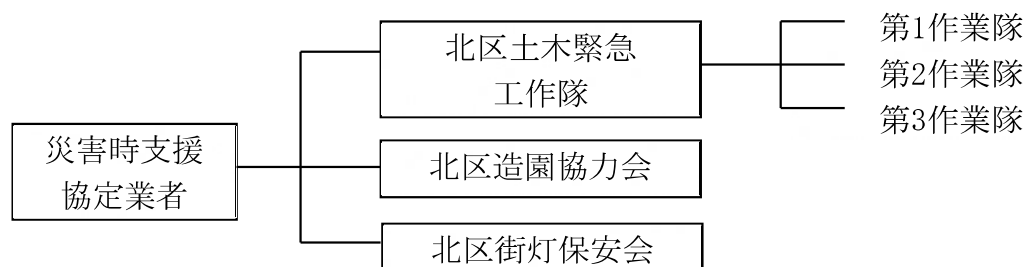 災害時支援
協定業者
北区土木緊急
工作隊
北区造園協力会
北区街灯保安会
第1作業隊
第2作業隊
第3作業隊